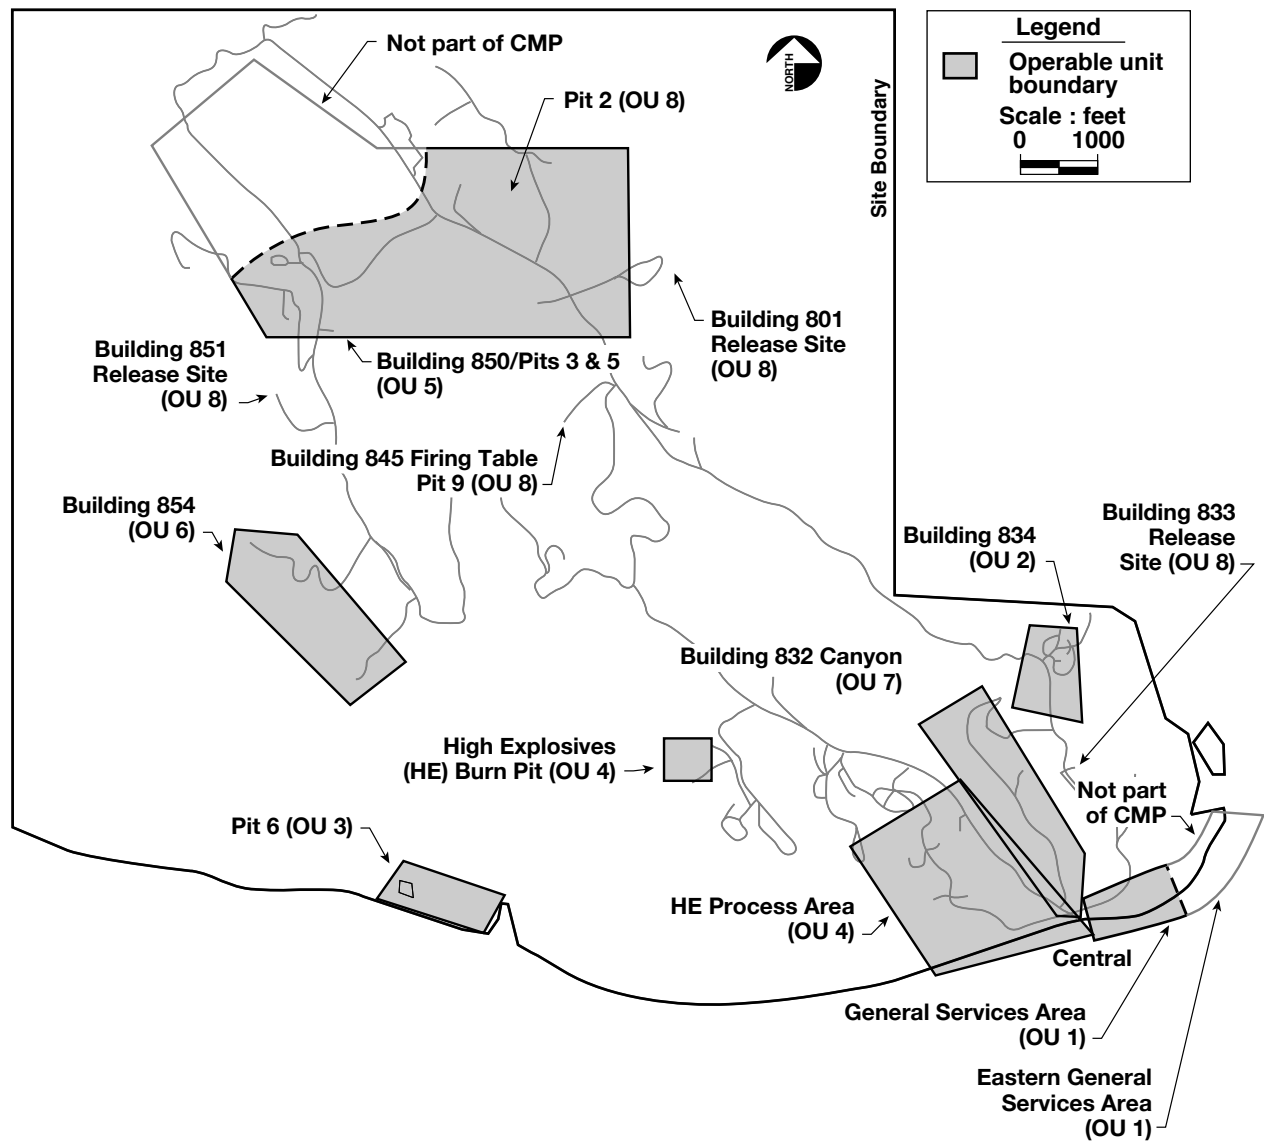 Legend
Operable unit
boundary
Scale : feet
0 1000
NORTH
Site Boundary
Not part of CMP
Pit 2 (OU 8)
Building 801
Release Site
(OU 8)
Building 851
Release Site
(OU 8)
Building 850/Pits 3 & 5
(OU 5)
Building 845 Firing Table
Pit 9 (OU 8)
Building 854
(OU 6)
Building 833
Release
Site (OU 8)
Building 834
(OU 2)
Building 832 Canyon
(OU 7)
High Explosives
(HE) Burn Pit (OU 4)
Not part
of CMP
Pit 6 (OU 3)
HE Process Area
(OU 4)
Central
General Services Area
(OU 1)
Eastern General
Services Area
(OU 1)